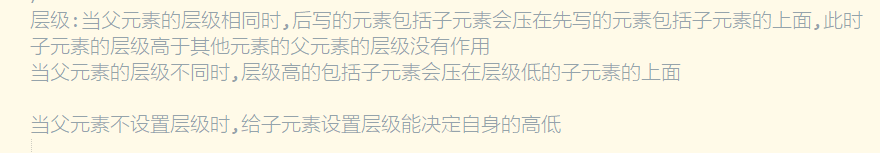 层级:当父元素的层级相同时,后写的元素包括子元素会压在先写的元素包括子元素的上面,此时
子元素的层级高于其他元素的父元素的层级没有作用
当父元素的层级不同时,层级高的包括子元素会压在层级低的子元素的上面
当父元素不设置层级时,给子元素设置层级能决定自身的高低